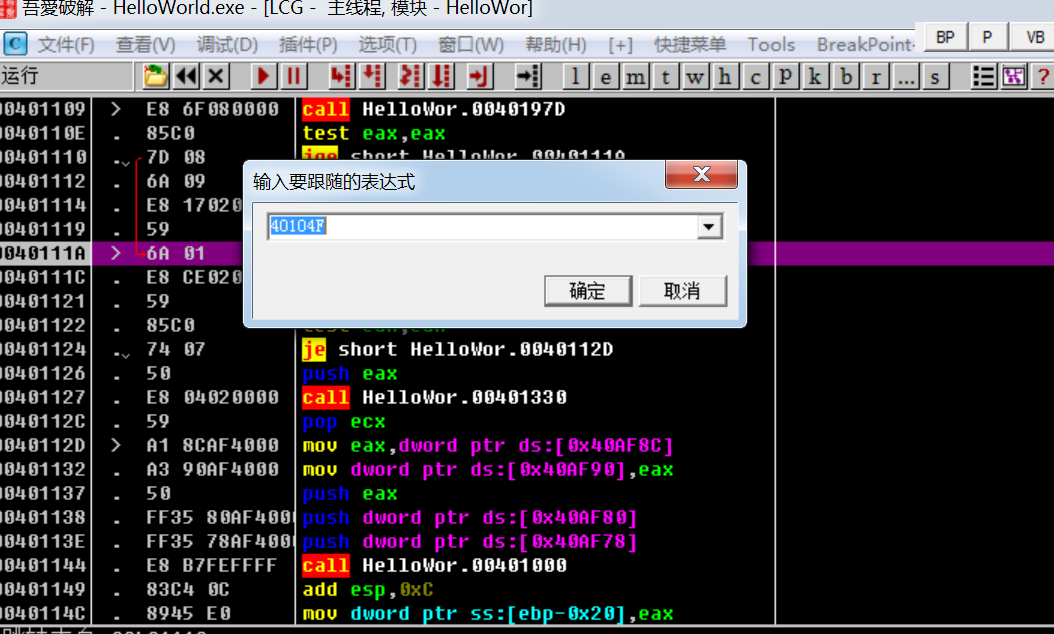 吾愛破解 - HelloWorld.exe - [LCG - 主线程, 模块 - HelloWor]
C 文件(F) 查看(V) 调试(D) 插件(P) 选项(T) 窗口(W) 帮助(H) [+] 快捷菜单 Tools BreakPoint- BP P VB
运行 l e m t w h c P k b r ... s ?
00401109 > E8 6F080000 call HelloWor.0040197D
0040110E . 85C0 test eax,eax
00401110 . 7D 08 jge short HelloWor.0040111A
00401112 . 6A 09
00401114 . E8 17020
00401119 . 59
0040111A > 6A 01
0040111C . E8 CE020
00401121 . 59
00401122 . 85C0 test eax,eax
00401124 . 74 07 je short HelloWor.0040112D
00401126 . 50 push eax
00401127 . E8 04020000 call HelloWor.00401330
0040112C . 59 pop ecx
0040112D > A1 8CAF4000 mov eax,dword ptr ds:[0x40AF8C]
00401132 . A3 90AF4000 mov dword ptr ds:[0x40AF90],eax
00401137 . 50 push eax
00401138 . FF35 80AF400 push dword ptr ds:[0x40AF80]
0040113E . FF35 78AF400 push dword ptr ds:[0x40AF78]
00401144 . E8 B7FEFFFF call HelloWor.00401000
00401149 . 83C4 0C add esp,0xC
0040114C . 8945 E0 mov dword ptr ss:[ebp-0x20],eax
输入要跟随的表达式
X
40104F
确定
取消